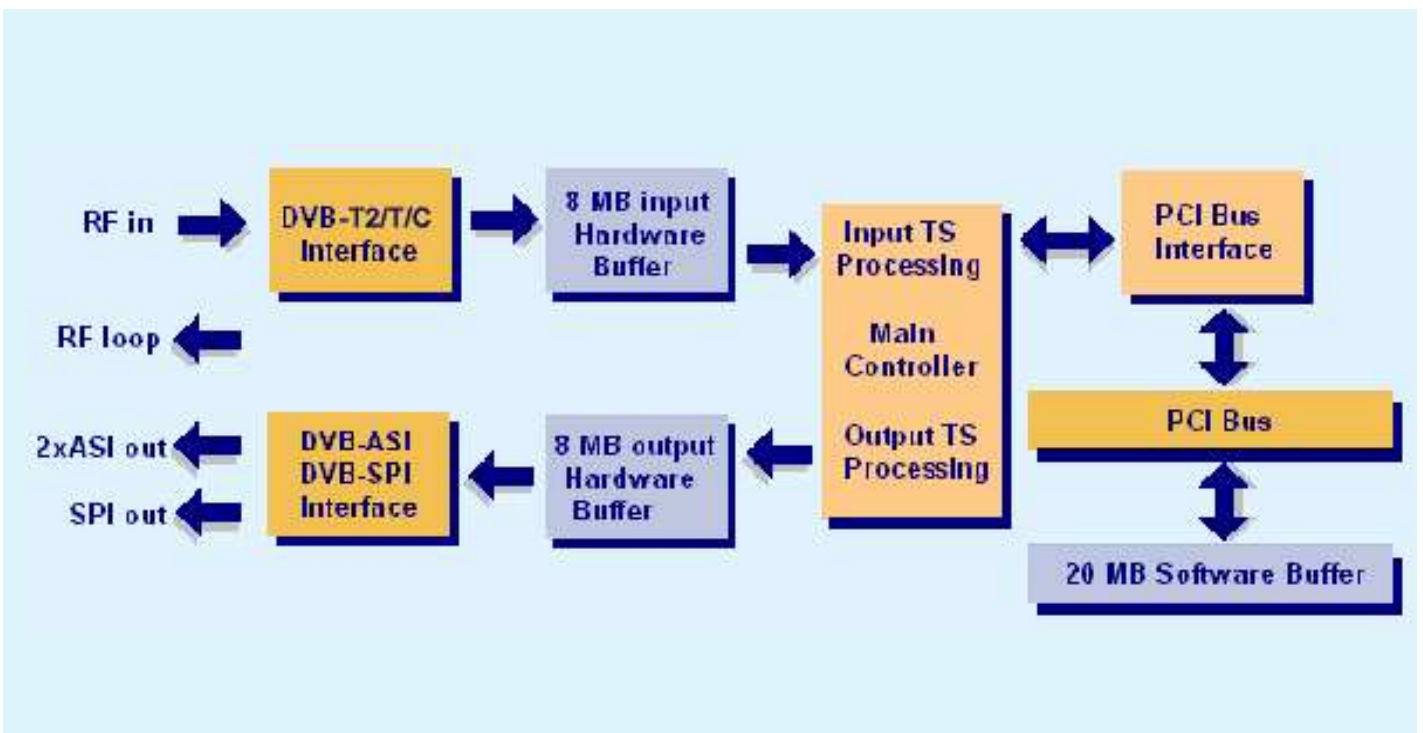 RF in
DVB-T2/T/C
Interface
8 MB input
Hardware
Buffer
Input TS
Processing
Main
Controller
Output TS
Processing
PCI Bus
Interface
RF loop
2xASI out
SPI out
DVB-ASI
DVB-SPI
Interface
8 MB output
Hardware
Buffer
PCI Bus
20 MB Software Buffer